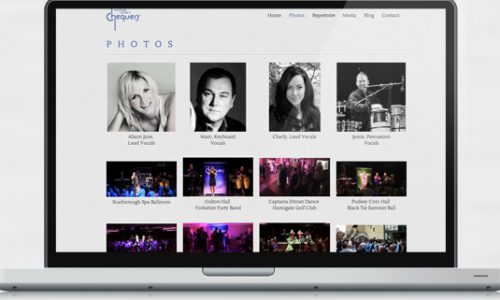 Chequers
Home Photos Repertoire Media Blog Contact
PHOTOS
Alison Jane,
Lead Vocals
Marc, Keyboard
Vocals
Charly, Lead Vocals
Jamie, Percussion
Vocals
Scarborough Spa Ballroom
Oulton Hall
Yorkshire Party Band
Captains Dinner Dance
Harrogate Golf Club
Pudsey Civic Hall
Black Tie Summer Ball